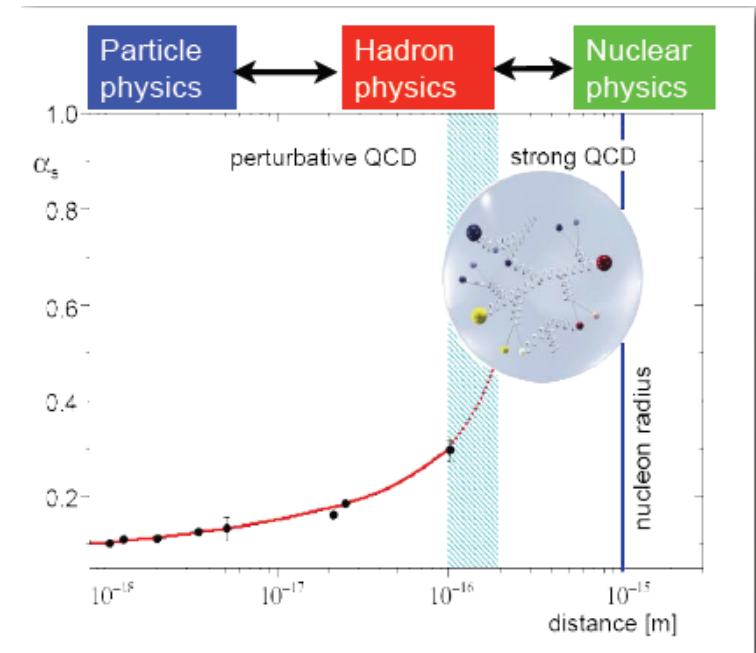 Particle
physics
Hadron
physics
Nuclear
physics
1.0
perturbative QCD
strong QCD
αs
0.8
0.6
0.4
0.2
nucleon radius
10⁻¹⁸
10⁻¹⁷
10⁻¹⁶
10⁻¹⁵
distance [m]